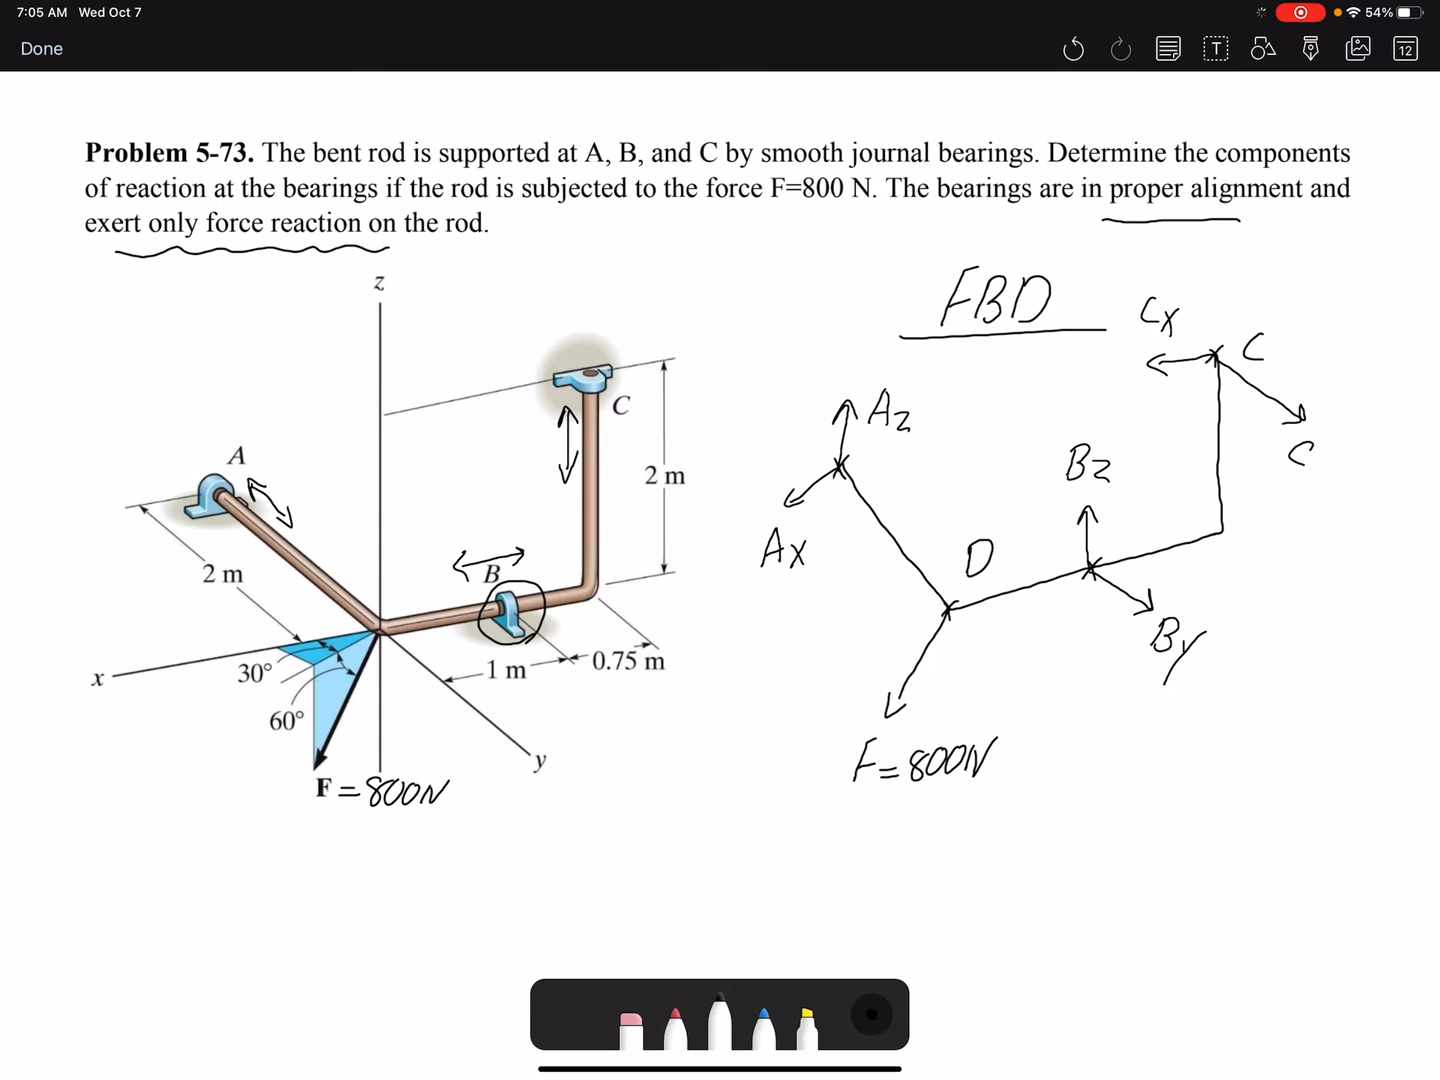 7:05 AM Wed Oct 7
54%
Done
T
12
Problem 5-73. The bent rod is supported at A, B, and C by smooth journal bearings. Determine the components
of reaction at the bearings if the rod is subjected to the force F=800 N. The bearings are in proper alignment and
exert only force reaction on the rod.
z
FBD
Cx
C
C
Az
C
A
Bz
2 m
Ax
D
B
2 m
By
x
30°
1 m
0.75 m
60°
y
F = 800N
F = 800N